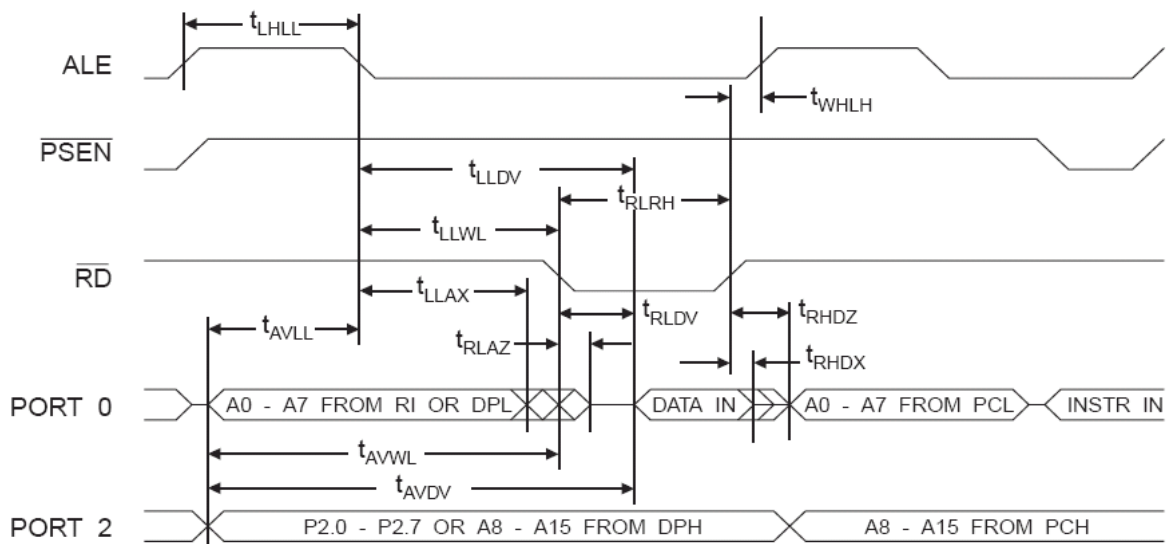 tLHLL
ALE
tWHLH
PSEN
tLLDV
tRLRH
tLLWL
RD
tLLAX
tRLDV
tRHDZ
tAVLL
tRLAZ
tRHDX
PORT 0
A0 - A7 FROM RI OR DPL
DATA IN
A0 - A7 FROM PCL
INSTR IN
tAVWL
tAVDV
PORT 2
P2.0 - P2.7 OR A8 - A15 FROM DPH
A8 - A15 FROM PCH